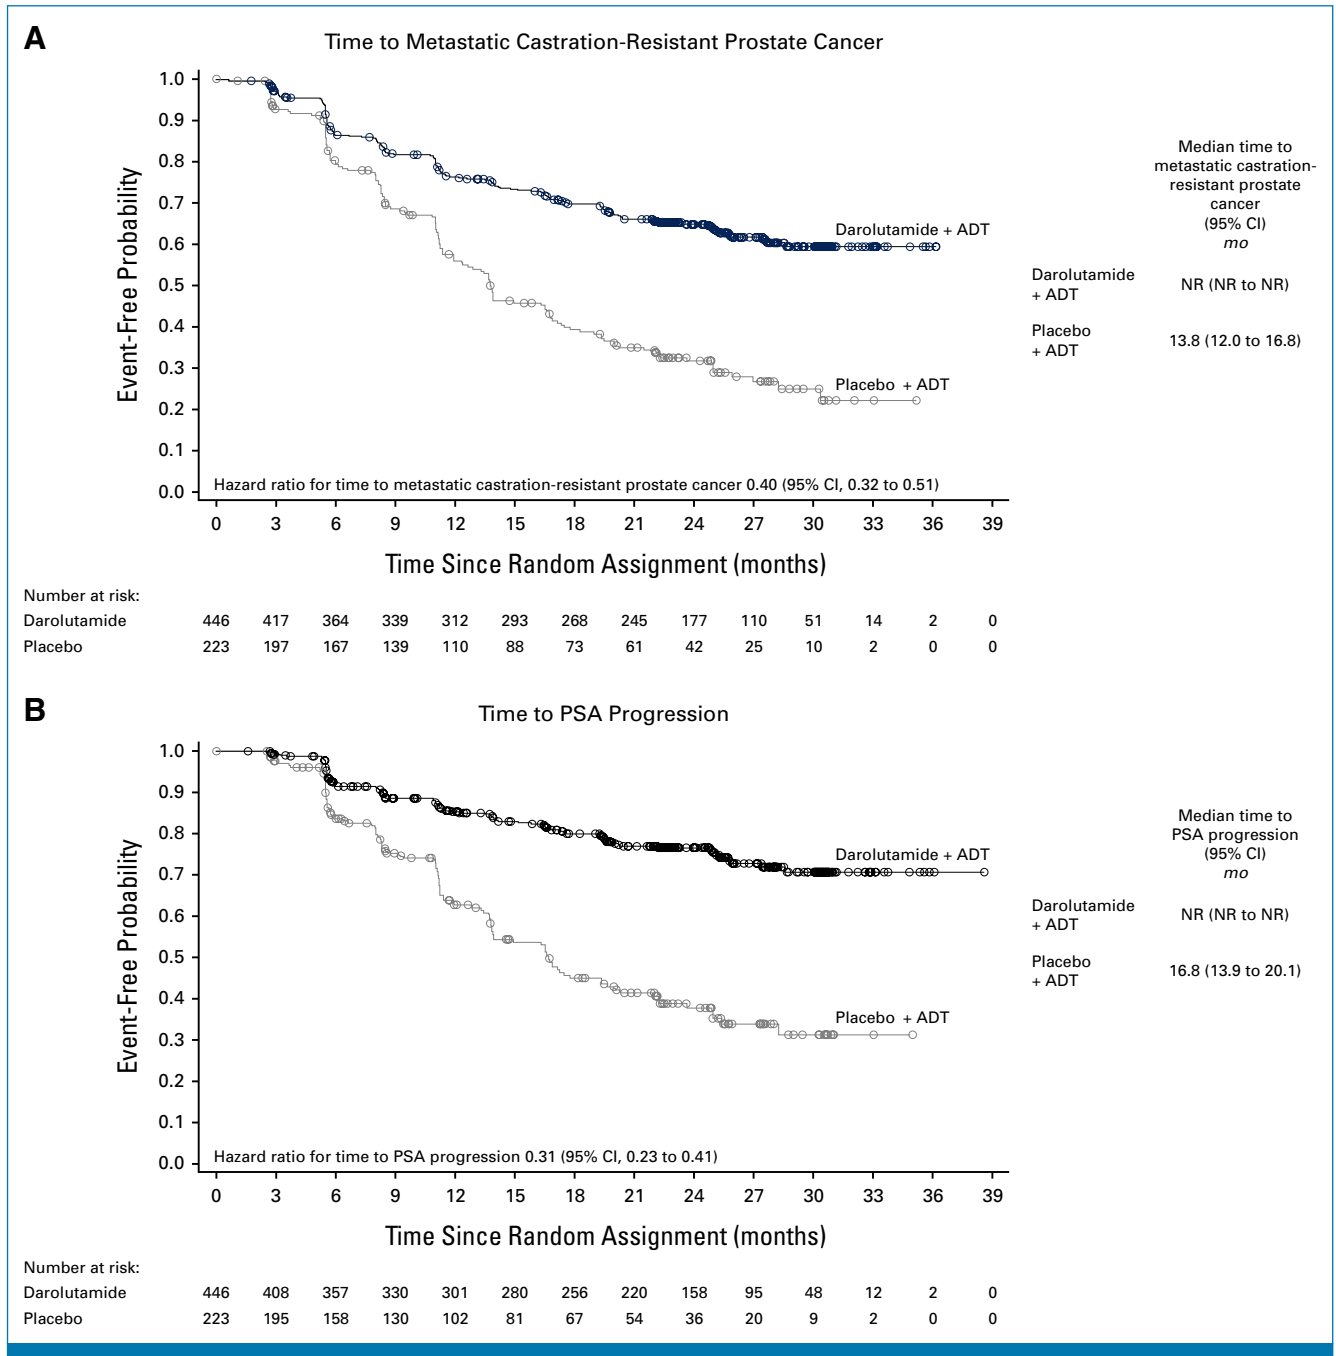 A
Time to Metastatic Castration-Resistant Prostate Cancer
Event-Free Probability
1.0
0.9
0.8
0.7
0.6
0.5
0.4
0.3
0.2
0.1
0.0
Darolutamide + ADT
Placebo + ADT
Hazard ratio for time to metastatic castration-resistant prostate cancer 0.40 (95% CI, 0.32 to 0.51)
0 3 6 9 12 15 18 21 24 27 30 33 36 39
Time Since Random Assignment (months)
Median time to
metastatic castration-
resistant prostate
cancer
(95% CI)
mo
Darolutamide
+ ADT
NR (NR to NR)
Placebo
+ ADT
13.8 (12.0 to 16.8)
Number at risk:
Darolutamide 446 417 364 339 312 293 268 245 177 110 51 14 2 0
Placebo 223 197 167 139 110 88 73 61 42 25 10 2 0 0
B
Time to PSA Progression
Event-Free Probability
1.0
0.9
0.8
0.7
0.6
0.5
0.4
0.3
0.2
0.1
0.0
Darolutamide + ADT
Placebo + ADT
Hazard ratio for time to PSA progression 0.31 (95% CI, 0.23 to 0.41)
0 3 6 9 12 15 18 21 24 27 30 33 36 39
Time Since Random Assignment (months)
Median time to
PSA progression
(95% CI)
mo
Darolutamide
+ ADT
NR (NR to NR)
Placebo
+ ADT
16.8 (13.9 to 20.1)
Number at risk:
Darolutamide 446 408 357 330 301 280 256 220 158 95 48 12 2 0
Placebo 223 195 158 130 102 81 67 54 36 20 9 2 0 0